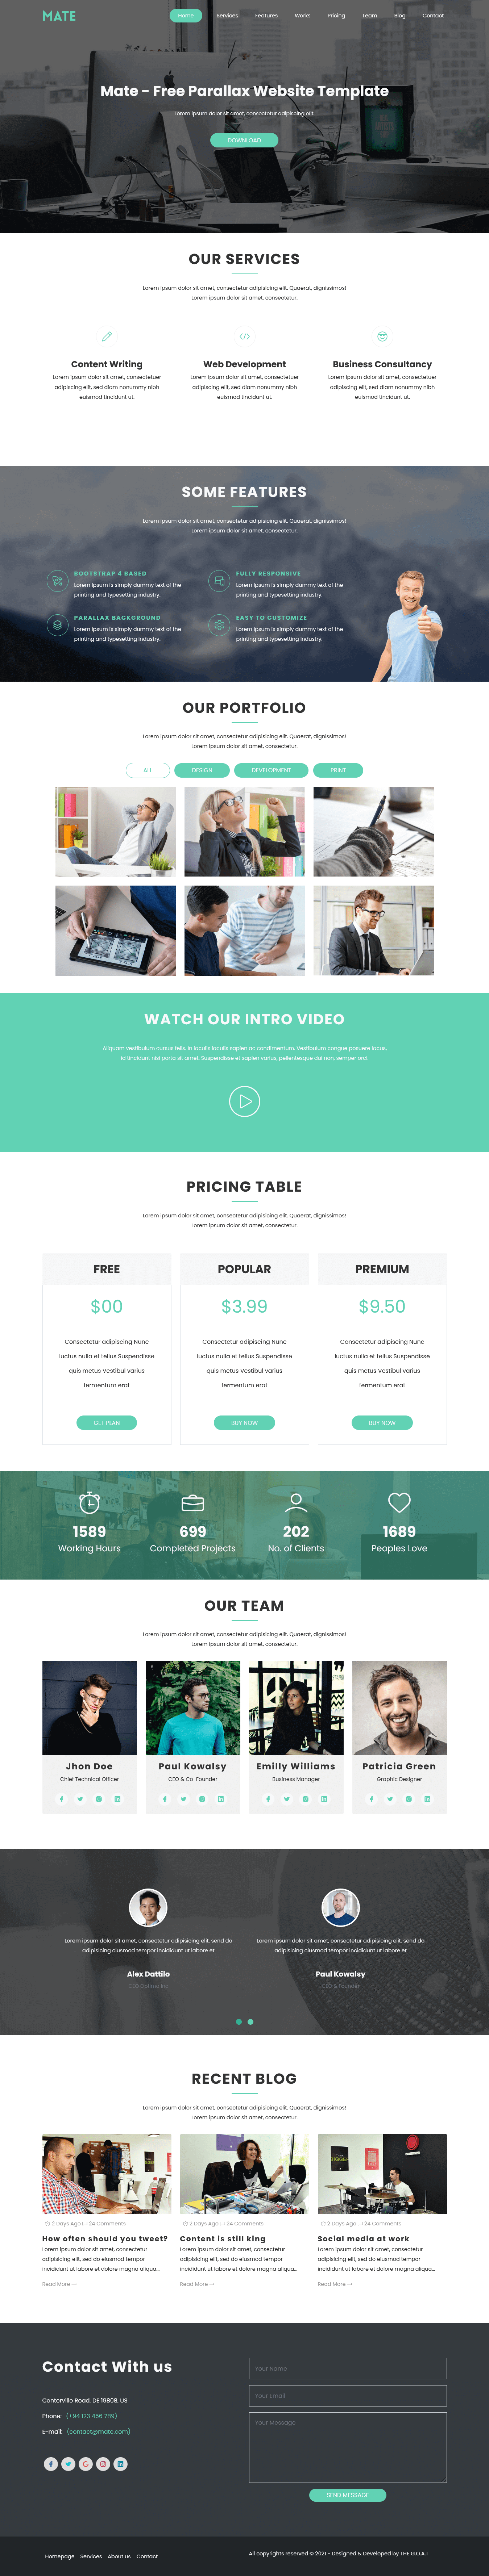 MATE
Home Services Features Works Pricing Team Blog Contact
Mate - Free Parallax Website Template
Lorem ipsum dolor sit amet, consectetur adipiscing elit.
DOWNLOAD
OUR SERVICES
Lorem ipsum dolor sit amet, consectetur adipiscing elit. Quaerat, dignissimos!
Lorem ipsum dolor sit amet, consectetur.
Content Writing
Lorem ipsum dolor sit amet, consectetuer
adipiscing elit, sed diam nonummy nibh
euismod tincidunt ut.
Web Development
Lorem ipsum dolor sit amet, consectetuer
adipiscing elit, sed diam nonummy nibh
euismod tincidunt ut.
Business Consultancy
Lorem ipsum dolor sit amet, consectetuer
adipiscing elit, sed diam nonummy nibh
euismod tincidunt ut.
SOME FEATURES
Lorem ipsum dolor sit amet, consectetur adipiscing elit. Quaerat, dignissimos!
Lorem ipsum dolor sit amet, consectetur.
BOOTSTRAP 4 BASED
Lorem Ipsum is simply dummy text of the
printing and typesetting industry.
FULLY RESPONSIVE
Lorem Ipsum is simply dummy text of the
printing and typesetting industry.
PARALLAX BACKGROUND
Lorem Ipsum is simply dummy text of the
printing and typesetting industry.
EASY TO CUSTOMIZE
Lorem Ipsum is simply dummy text of the
printing and typesetting industry.
OUR PORTFOLIO
Lorem ipsum dolor sit amet, consectetur adipiscing elit. Quaerat, dignissimos!
Lorem ipsum dolor sit amet, consectetur.
ALL DESIGN DEVELOPMENT PRINT
WATCH OUR INTRO VIDEO
Aliquam vestibulum cursus felis. In iaculis iaculis sapien ac condimentum. Vestibulum congue posuere lacus,
id tincidunt nisi porta sit amet. Suspendisse et sapien varius, pellentesque dui non, semper orci.
PRICING TABLE
Lorem ipsum dolor sit amet, consectetur adipiscing elit. Quaerat, dignissimos!
Lorem ipsum dolor sit amet, consectetur.
FREE
$00
Consectetur adipiscing Nunc
luctus nulla et tellus Suspendisse
quis metus Vestibul varius
fermentum erat
GET PLAN
POPULAR
$3.99
Consectetur adipiscing Nunc
luctus nulla et tellus Suspendisse
quis metus Vestibul varius
fermentum erat
BUY NOW
PREMIUM
$9.50
Consectetur adipiscing Nunc
luctus nulla et tellus Suspendisse
quis metus Vestibul varius
fermentum erat
BUY NOW
1589
Working Hours
699
Completed Projects
202
No. of Clients
1689
Peoples Love
OUR TEAM
Lorem ipsum dolor sit amet, consectetur adipiscing elit. Quaerat, dignissimos!
Lorem ipsum dolor sit amet, consectetur.
Jhon Doe
Chief Technical Officer
Paul Kowalsy
CEO & Co-Founder
Emilly Williams
Business Manager
Patricia Green
Graphic Designer
Lorem ipsum dolor sit amet, consectetur adipisicing elit. send do
adipisicing ciusmod tempor incididunt ut labore et
Alex Dattilo
Lorem ipsum dolor sit amet, consectetur adipisicing elit. send do
adipisicing ciusmod tempor incididunt ut labore et
Paul Kowalsy
RECENT BLOG
Lorem ipsum dolor sit amet, consectetur adipiscing elit. Quaerat, dignissimos!
Lorem ipsum dolor sit amet, consectetur.
2 Days Ago 24 Comments
How often should you tweet?
Lorem ipsum dolor sit amet, consectetur
adipisicing elit, sed do eiusmod tempor
incididunt ut labore et dolore magna aliqua...
Read More
2 Days Ago 24 Comments
Content is still king
Lorem ipsum dolor sit amet, consectetur
adipisicing elit, sed do eiusmod tempor
incididunt ut labore et dolore magna aliqua...
Read More
2 Days Ago 24 Comments
Social media at work
Lorem ipsum dolor sit amet, consectetur
adipisicing elit, sed do eiusmod tempor
incididunt ut labore et dolore magna aliqua...
Read More
Contact With us
Centerville Road, DE 19808, US
Phone: (+94 123 456 789)
E-mail: (contact@mate.com)
Your Name
Your Email
Your Message
SEND MESSAGE
Homepage Services About us Contact
All copyrights reserved © 2021 - Designed & Developed by THE G.O.A.T